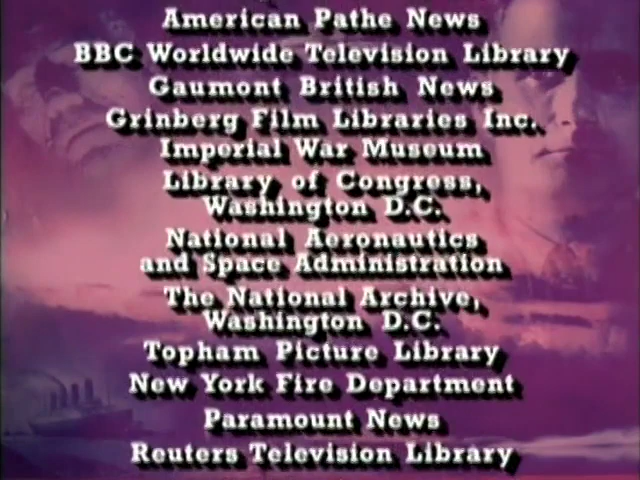 American Pathe News
BBC Worldwide Television Library
Gaumont British News
Grinberg Film Libraries Inc.
Imperial War Museum
Library of Congress,
Washington D.C.
National Aeronautics
and Space Administration
The National Archive,
Washington D.C.
Topham Picture Library
New York Fire Department
Paramount News
Reuters Television Library